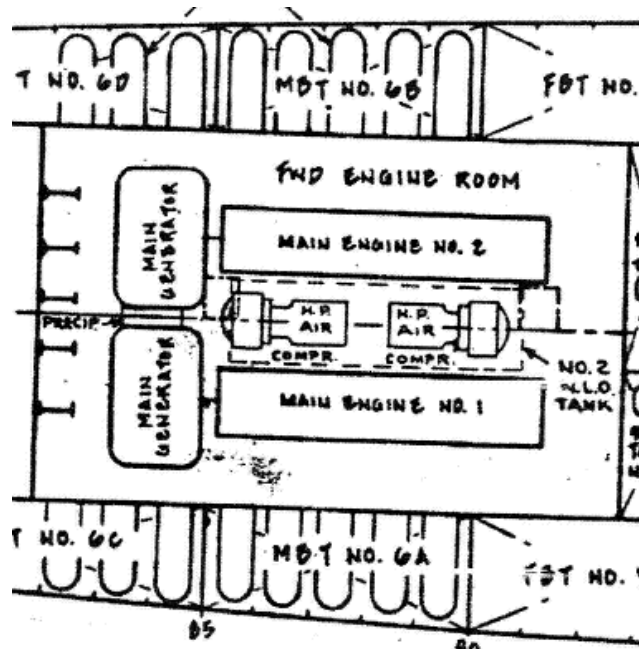 T NO. 6D
MBT NO. 6B
FBT NO.
FWD ENGINE ROOM
MAIN
GENERATOR
MAIN ENGINE NO. 2
PRECIP.
H.P.
AIR
COMPR.
H.P.
AIR
COMPR.
NO. 2
N.L.O.
TANK
MAIN
GENERATOR
MAIN ENGINE NO. 1
T NO. 6C
MBT NO. 6A
FBT NO.
85